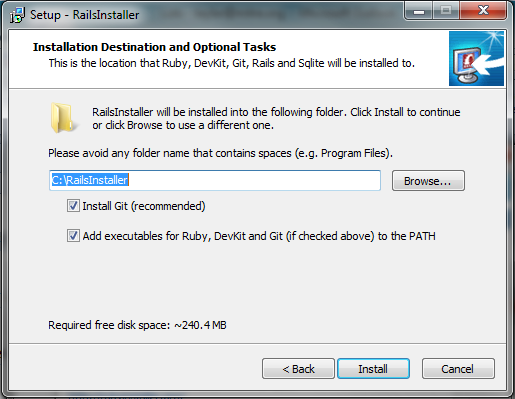 Setup - RailsInstaller
Installation Destination and Optional Tasks
This is the location that Ruby, DevKit, Git, Rails and Sqlite will be installed to.
RailsInstaller will be installed into the following folder. Click Install to continue
or click Browse to use a different one.
Please avoid any folder name that contains spaces (e.g. Program Files).
C:\RailsInstaller
Browse...
Install Git (recommended)
Add executables for Ruby, DevKit and Git (if checked above) to the PATH
Required free disk space: ~240.4 MB
< Back
Install
Cancel